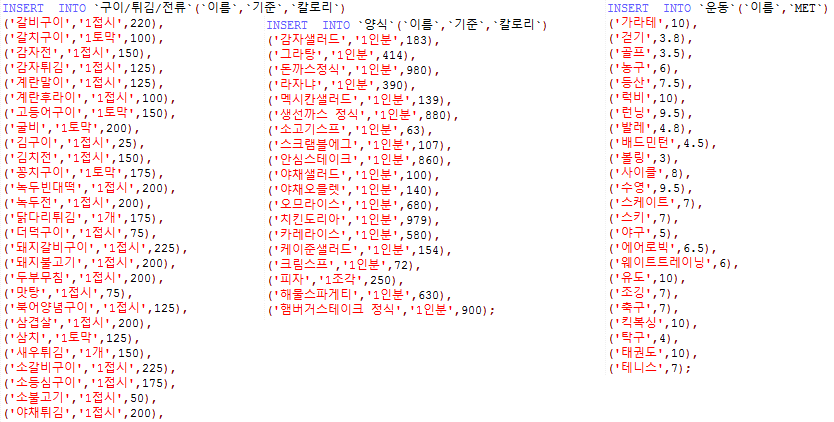 INSERT  INTO `구이/튀김/전류`(`이름`,`기준`,`칼로리`)
('갈비구이','1접시',220),
('갈치구이','1토막',100),
('감자전','1접시',150),
('감자튀김','1접시',125),
('계란말이','1접시',125),
('계란후라이','1접시',100),
('고등어구이','1토막',150),
('굴비','1토막',200),
('김구이','1접시',25),
('김치전','1접시',150),
('꽁치구이','1토막',175),
('녹두빈대떡','1접시',200),
('녹두전','1접시',200),
('닭다리튀김','1개',175),
('더덕구이','1접시',75),
('돼지갈비구이','1접시',225),
('돼지불고기','1접시',200),
('두부무침','1접시',200),
('맛탕','1접시',75),
('북어양념구이','1접시',125),
('삼겹살','1접시',200),
('삼치','1토막',125),
('새우튀김','1개',150),
('소갈비구이','1접시',225),
('소등심구이','1접시',175),
('소불고기','1접시',50),
('야채튀김','1접시',200),
INSERT  INTO `양식`(`이름`,`기준`,`칼로리`)
('감자샐러드','1인분',183),
('그라탕','1인분',414),
('돈까스정식','1인분',980),
('라자냐','1인분',390),
('멕시칸샐러드','1인분',139),
('생선까스 정식','1인분',880),
('소고기스프','1인분',63),
('스크램블에그','1인분',107),
('안심스테이크','1인분',860),
('야채샐러드','1인분',100),
('야채오믈렛','1인분',140),
('오므라이스','1인분',680),
('치킨도리아','1인분',979),
('카레라이스','1인분',580),
('케이준샐러드','1인분',154),
('크림스프','1인분',72),
('피자','1조각',250),
('해물스파게티','1인분',630),
('햄버거스테이크 정식','1인분',900);
INSERT  INTO `운동`(`이름`,`MET`)
('가라테',10),
('걷기',3.8),
('골프',3.5),
('농구',6),
('등산',7.5),
('럭비',10),
('런닝',9.5),
('발레',4.8),
('배드민턴',4.5),
('볼링',3),
('사이클',8),
('수영',9.5),
('스케이트',7),
('스키',7),
('야구',5),
('에어로빅',6.5),
('웨이트트레이닝',6),
('유도',10),
('조깅',7),
('축구',7),
('킥복싱',10),
('탁구',4),
('태권도',10),
('테니스',7);